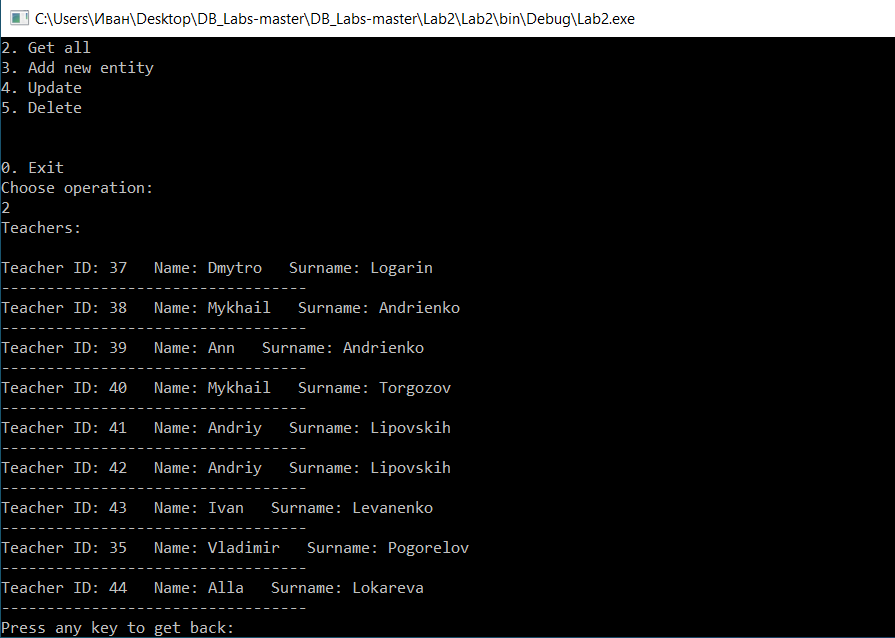 C:\Users\Иван\Desktop\DB_Labs-master\DB_Labs-master\Lab2\Lab2\bin\Debug\Lab2.exe
2. Get all
3. Add new entity
4. Update
5. Delete
0. Exit
Choose operation:
2
Teachers:
Teacher ID: 37   Name: Dmytro   Surname: Logarin
----------------------------------
Teacher ID: 38   Name: Mykhail   Surname: Andrienko
----------------------------------
Teacher ID: 39   Name: Ann   Surname: Andrienko
----------------------------------
Teacher ID: 40   Name: Mykhail   Surname: Torgozov
----------------------------------
Teacher ID: 41   Name: Andriy   Surname: Lipovskih
----------------------------------
Teacher ID: 42   Name: Andriy   Surname: Lipovskih
----------------------------------
Teacher ID: 43   Name: Ivan   Surname: Levanenko
----------------------------------
Teacher ID: 35   Name: Vladimir   Surname: Pogorelov
----------------------------------
Teacher ID: 44   Name: Alla   Surname: Lokareva
----------------------------------
Press any key to get back: